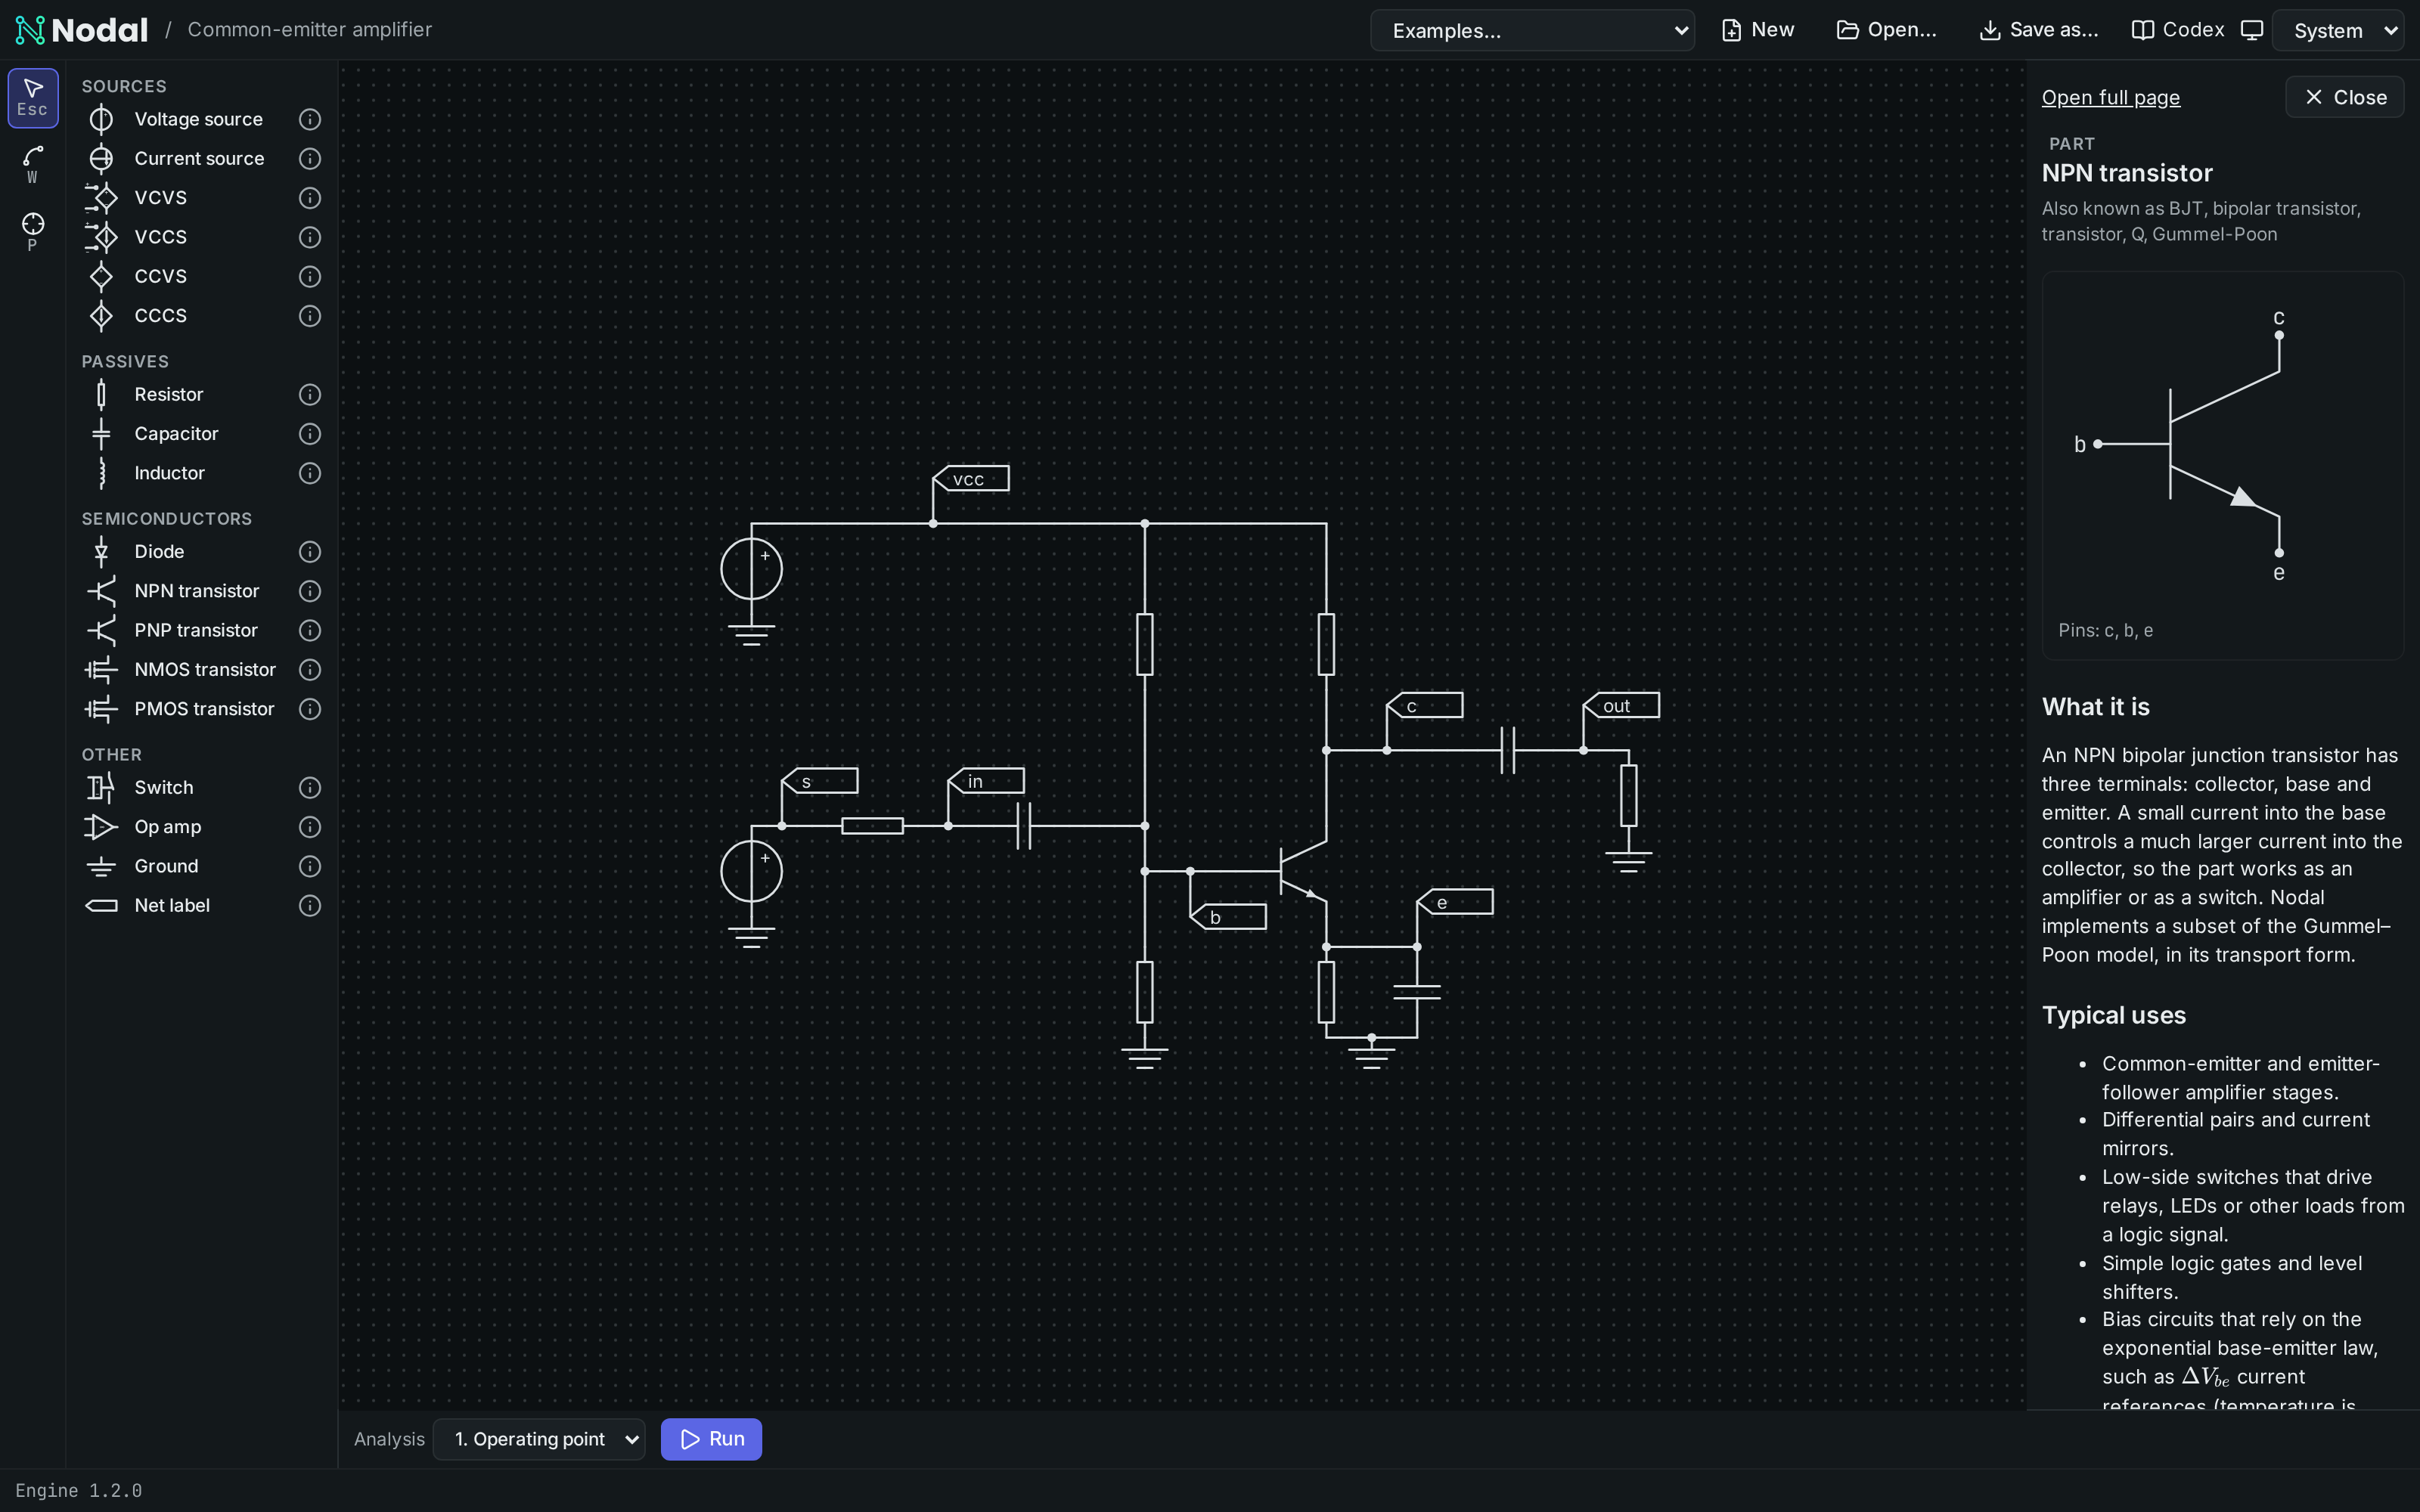 Nodal / Common-emitter amplifier
Examples...
New
Open...
Save as...
Codex
System
Esc
W
P
SOURCES
Voltage source
Current source
VCVS
VCCS
CCVS
CCCS
PASSIVES
Resistor
Capacitor
Inductor
SEMICONDUCTORS
Diode
NPN transistor
PNP transistor
NMOS transistor
PMOS transistor
OTHER
Switch
Op amp
Ground
Net label
vcc
+
c
out
s
in
+
b
e
Analysis
1. Operating point
Run
Open full page
Close
PART
NPN transistor
Also known as BJT, bipolar transistor,
transistor, Q, Gummel-Poon
c
b
e
Pins: c, b, e
What it is
An NPN bipolar junction transistor has
three terminals: collector, base and
emitter. A small current into the base
controls a much larger current into the
collector, so the part works as an
amplifier or as a switch. Nodal
implements a subset of the Gummel–
Poon model, in its transport form.
Typical uses
• Common-emitter and emitter-
follower amplifier stages.
• Differential pairs and current
mirrors.
• Low-side switches that drive
relays, LEDs or other loads from
a logic signal.
• Simple logic gates and level
shifters.
• Bias circuits that rely on the
exponential base-emitter law,
such as ΔV_be current
references (temperature is
Engine 1.2.0